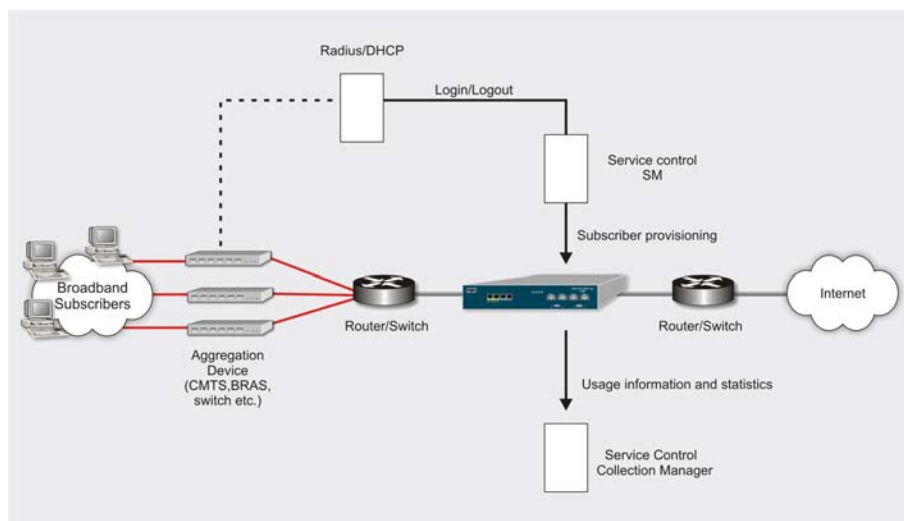 Radius/DHCP
Login/Logout
Service control
SM
Subscriber provisioning
Broadband
Subscribers
Internet
Router/Switch
Router/Switch
Aggregation
Device
(CMTS,BRAS,
switch etc.)
Usage information and statistics
Service Control
Collection Manager